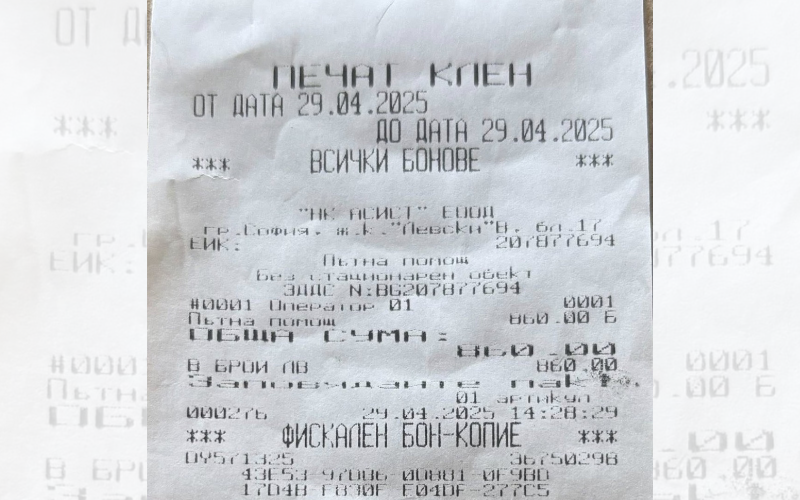 ПЕЧАТ КЛЕН
ОТ ДАТА 29.04.2025
ДО ДАТА 29.04.2025
*** ВСИЧКИ БОНОВЕ ***
"НК АСИСТ" ЕООД
гр.София, ж.к."Левски"В, бл.17
ЕИК: 207877694
Пътна помощ
Без стационарен обект
ЗДДС N:BG207877694
#0001 Оператор 01 0001
Пътна помощ 860.00 Б
ОБЩА СУМА:
860.00
В БРОЙ ЛВ 860.00
01 артикул
000276 29.04.2025 14:28:29
*** ФИСКАЛЕН БОН-КОПИЕ ***
DY571325 36750298